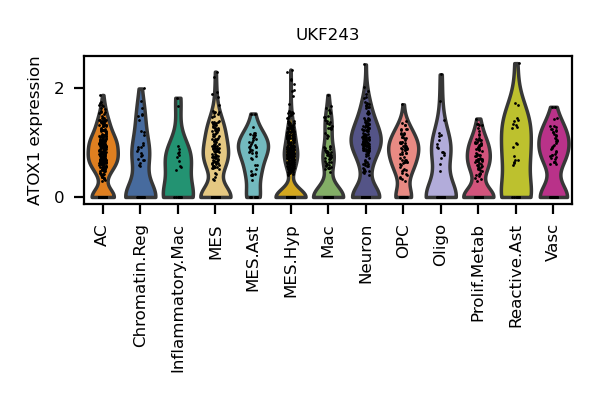 UKF243
ATOX1 expression
2
0
AC
Chromatin.Reg
Inflammatory.Mac
MES
MES.Ast
MES.Hyp
Mac
Neuron
OPC
Oligo
Prolif.Metab
Reactive.Ast
Vasc